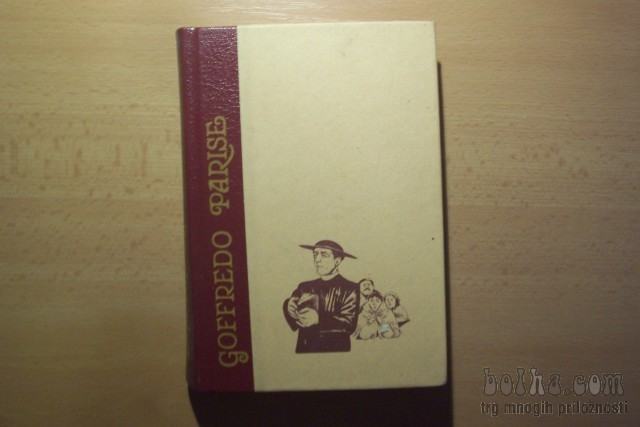 GOFFREDO PARISE
bolha.com
trg mnogih priložnosti